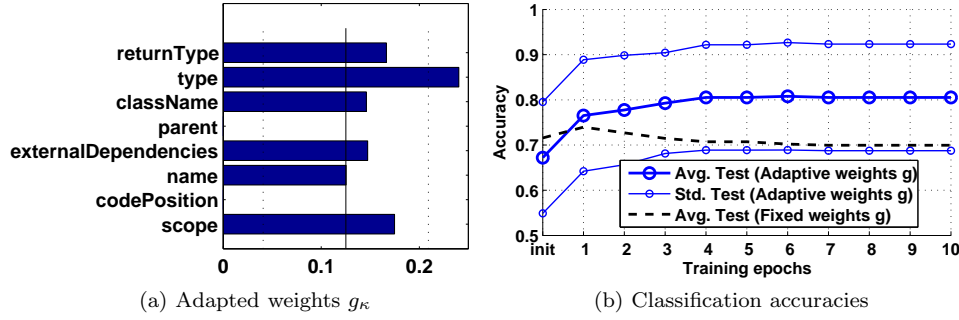 returnType
type
className
parent
externalDependencies
name
codePosition
scope
0 0.1 0.2
(a) Adapted weights gκ
1
0.9
0.8
0.7
0.6
0.5
Accuracy
Avg. Test (Adaptive weights g)
Std. Test (Adaptive weights g)
Avg. Test (Fixed weights g)
init 1 2 3 4 5 6 7 8 9 10
Training epochs
(b) Classification accuracies